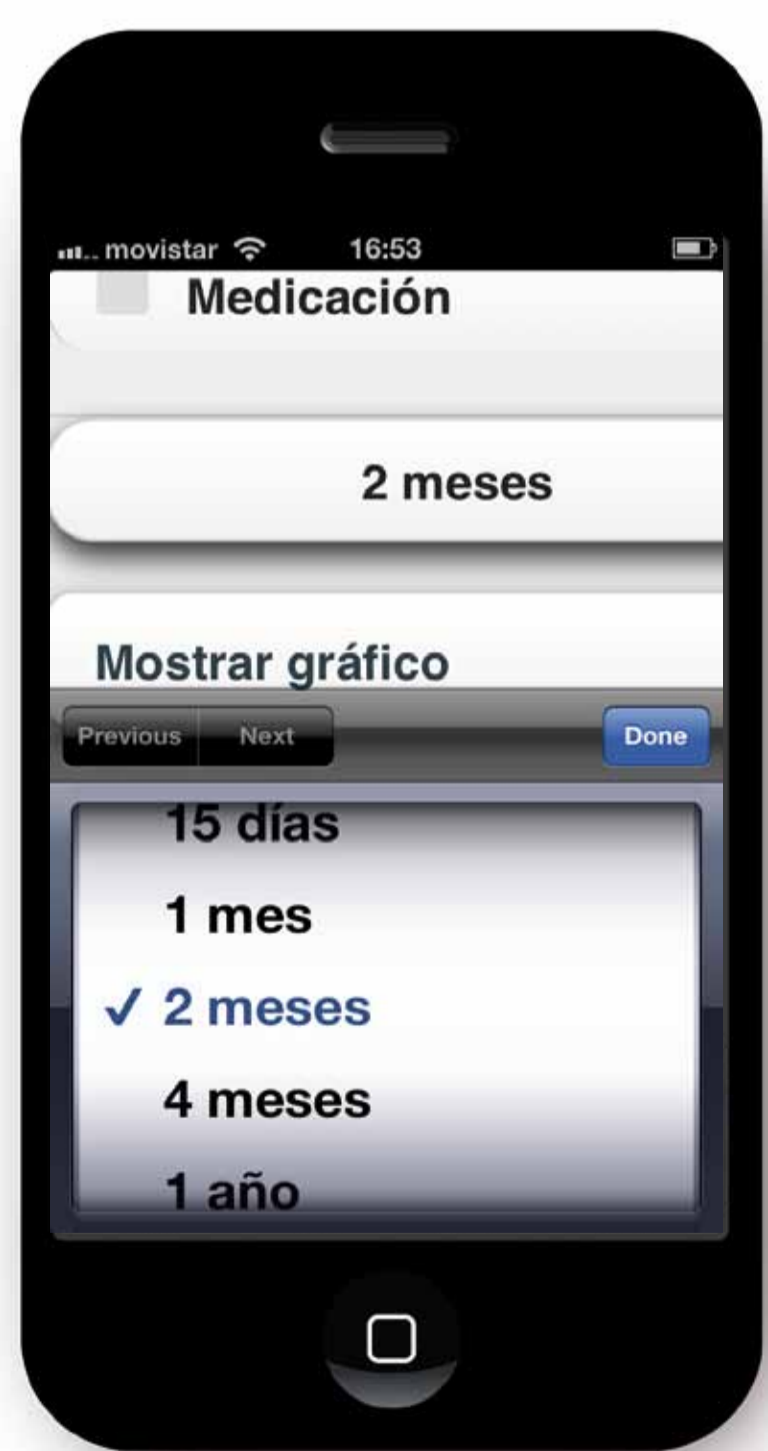 movistar 16:53
Medicación
2 meses
Mostrar gráfico
Previous Next Done
15 días
1 mes
✓ 2 meses
4 meses
1 año